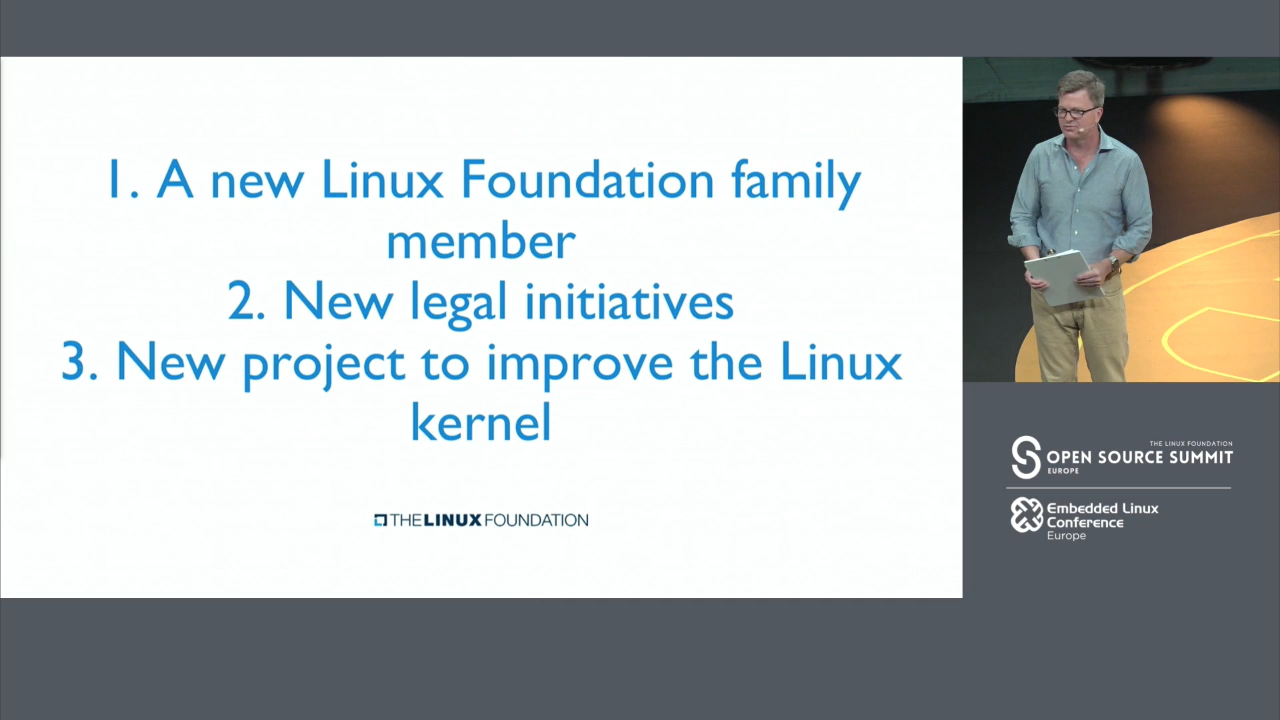 1. A new Linux Foundation family
member
2. New legal initiatives
3. New project to improve the Linux
kernel
THE LINUX FOUNDATION
THE LINUX FOUNDATION
OPEN SOURCE SUMMIT
EUROPE
Embedded Linux
Conference
Europe